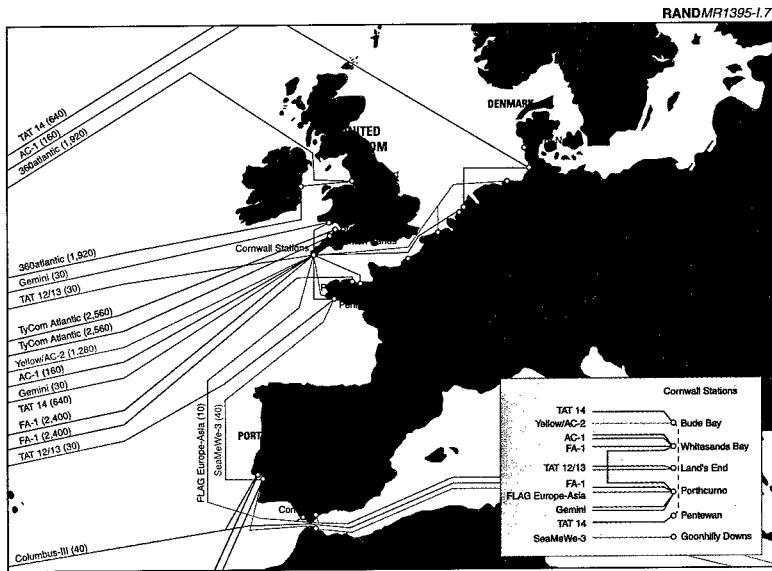 RANDMR1395-I.7
TAT 14 (640)
AC-1 (160)
360atlantic (1,920)
DENMARK
UNITED
Cornwall Stations
360atlantic (1,920)
Gemini (30)
TAT 12/13 (30)
TyCom Atlantic (2,560)
TyCom Atlantic (2,560)
Yellow/AC-2 (1,280)
AC-1 (160)
Gemini (30)
TAT 14 (640)
FA-1 (2,400)
FA-1 (2,400)
TAT 12/13 (30)
FLAG Europe-Asia (10)
SeaMeWe-3 (40)
Columbus-III (40)
Cornwall Stations
TAT 14
Yellow/AC-2
Bude Bay
AC-1
FA-1
Whitesands Bay
TAT 12/13
Land's End
FA-1
FLAG Europe-Asia
Porthcurno
Gemini
TAT 14
Pentewan
SeaMeWe-3
Goonhilly Downs